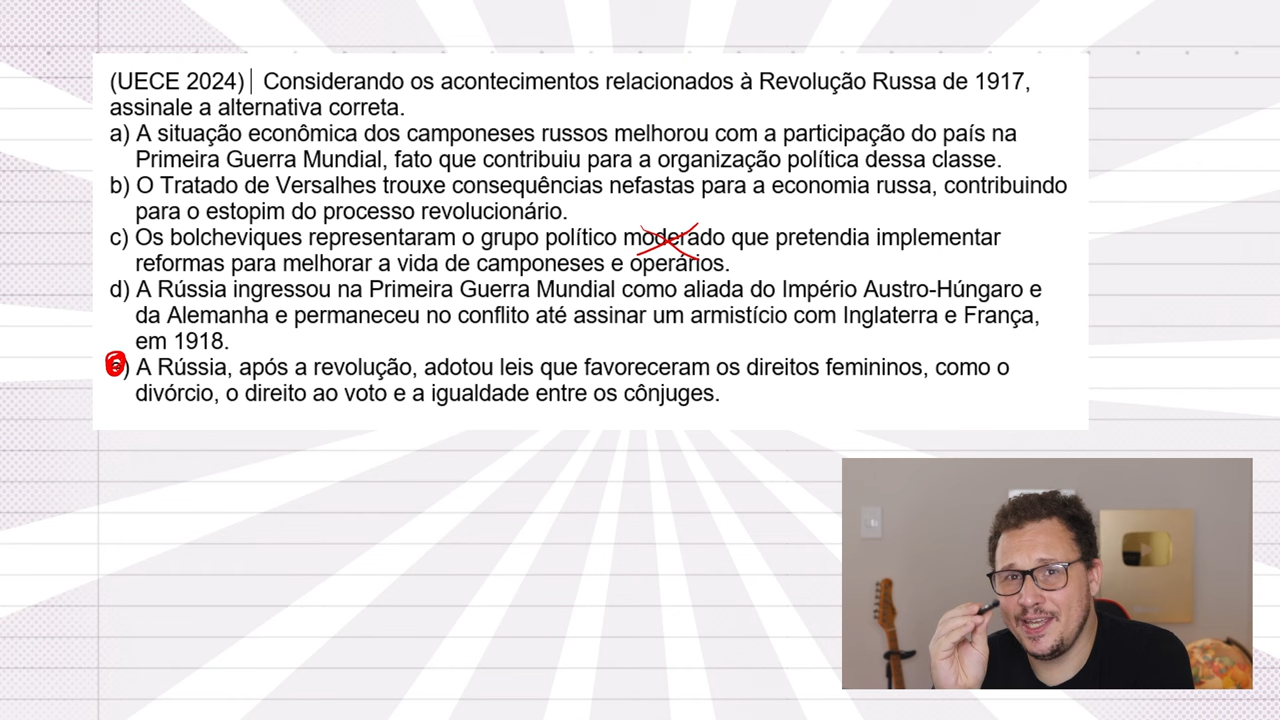 (UECE 2024)| Considerando os acontecimentos relacionados à Revolução Russa de 1917,
assinale a alternativa correta.
a) A situação econômica dos camponeses russos melhorou com a participação do país na
Primeira Guerra Mundial, fato que contribuiu para a organização política dessa classe.
b) O Tratado de Versalhes trouxe consequências nefastas para a economia russa, contribuindo
para o estopim do processo revolucionário.
c) Os bolcheviques representaram o grupo político moderado que pretendia implementar
reformas para melhorar a vida de camponeses e operários.
d) A Rússia ingressou na Primeira Guerra Mundial como aliada do Império Austro-Húngaro e
da Alemanha e permaneceu no conflito até assinar um armistício com Inglaterra e França,
em 1918.
e) A Rússia, após a revolução, adotou leis que favoreceram os direitos femininos, como o
divórcio, o direito ao voto e a igualdade entre os cônjuges.